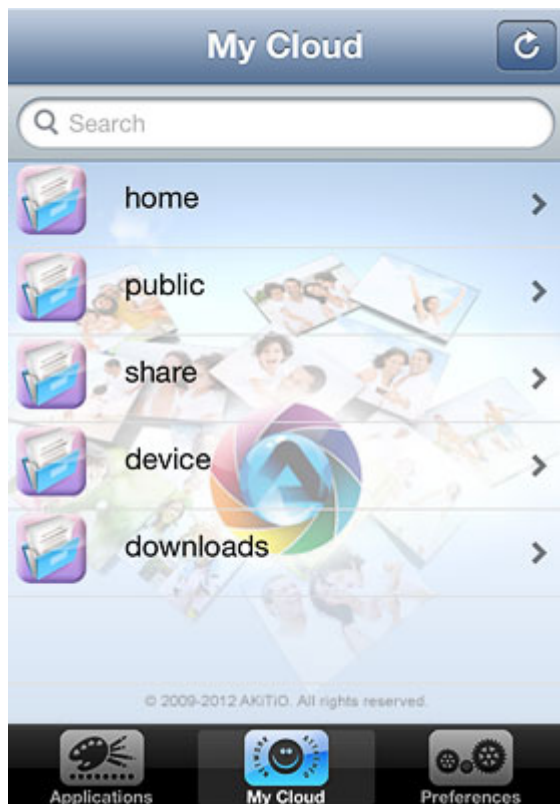 My Cloud
Search
home
public
share
device
downloads
© 2009-2012 AKiTiO. All rights reserved.
Applications
My Cloud
Preferences